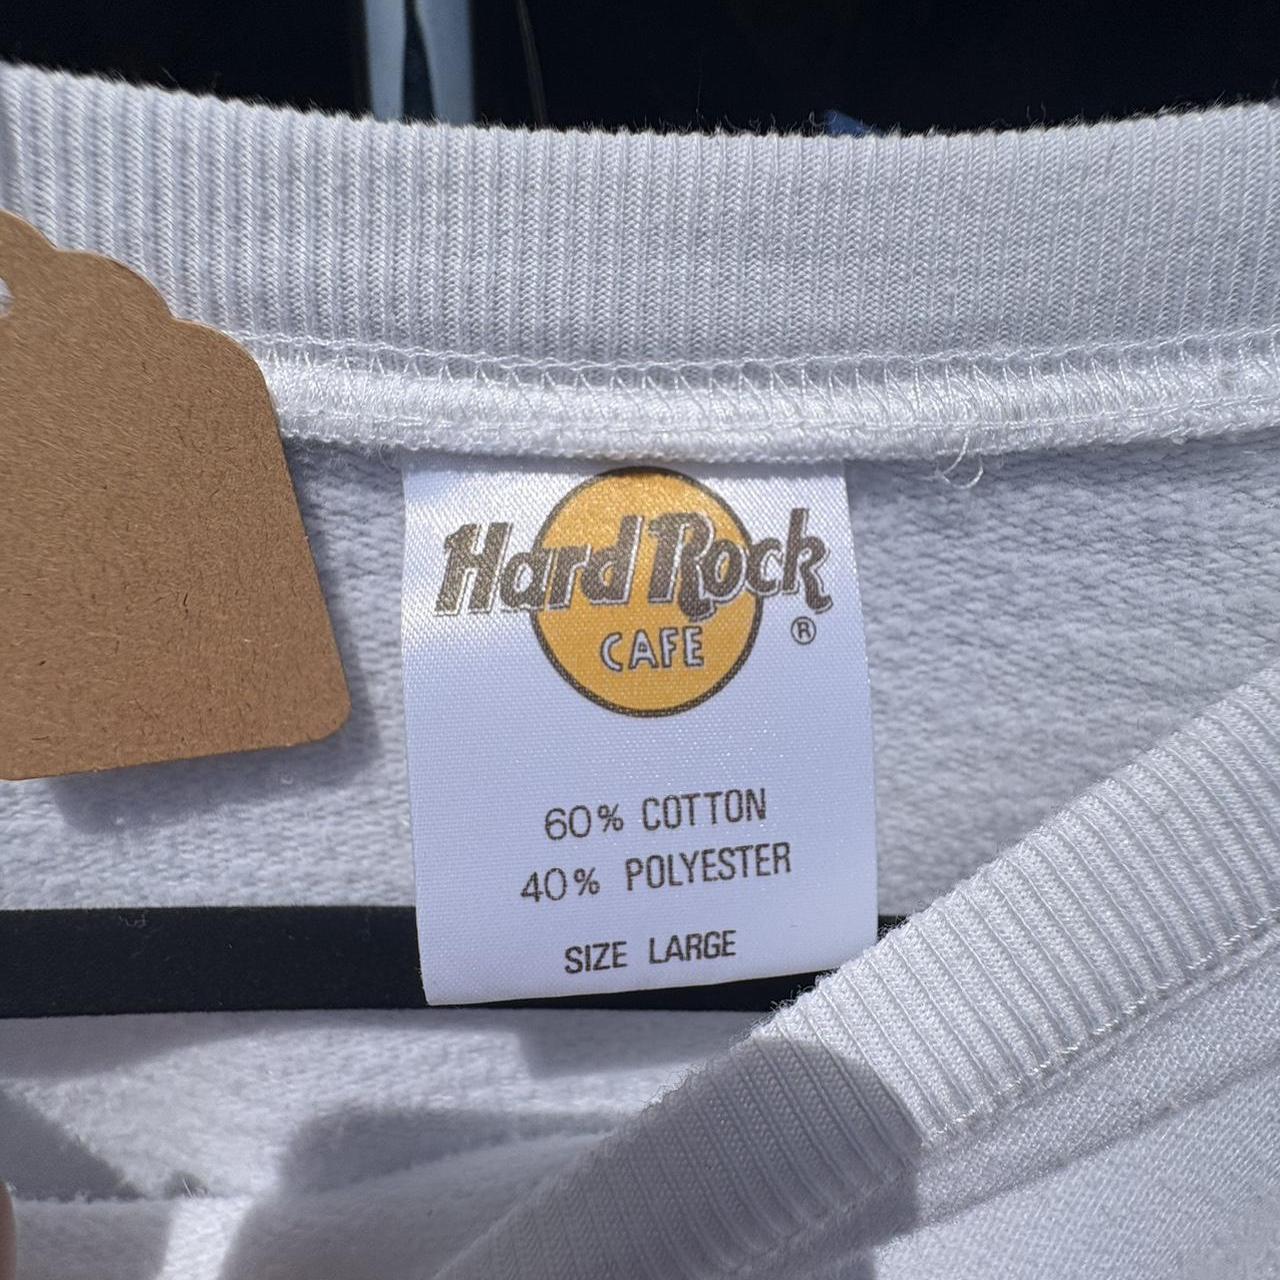 Hard Rock
CAFE
®
60% COTTON
40% POLYESTER
SIZE LARGE